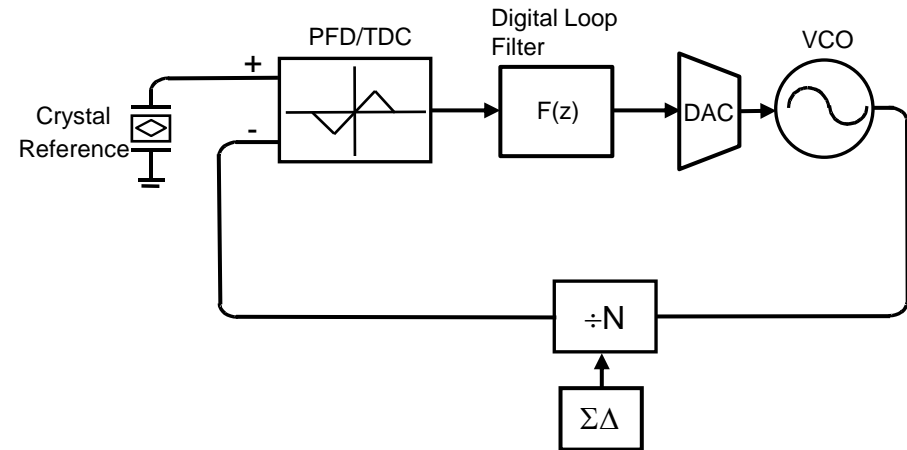 Digital Loop
Filter
PFD/TDC
VCO
+
F(z)
DAC
Crystal
Reference
-
÷N
ΣΔ